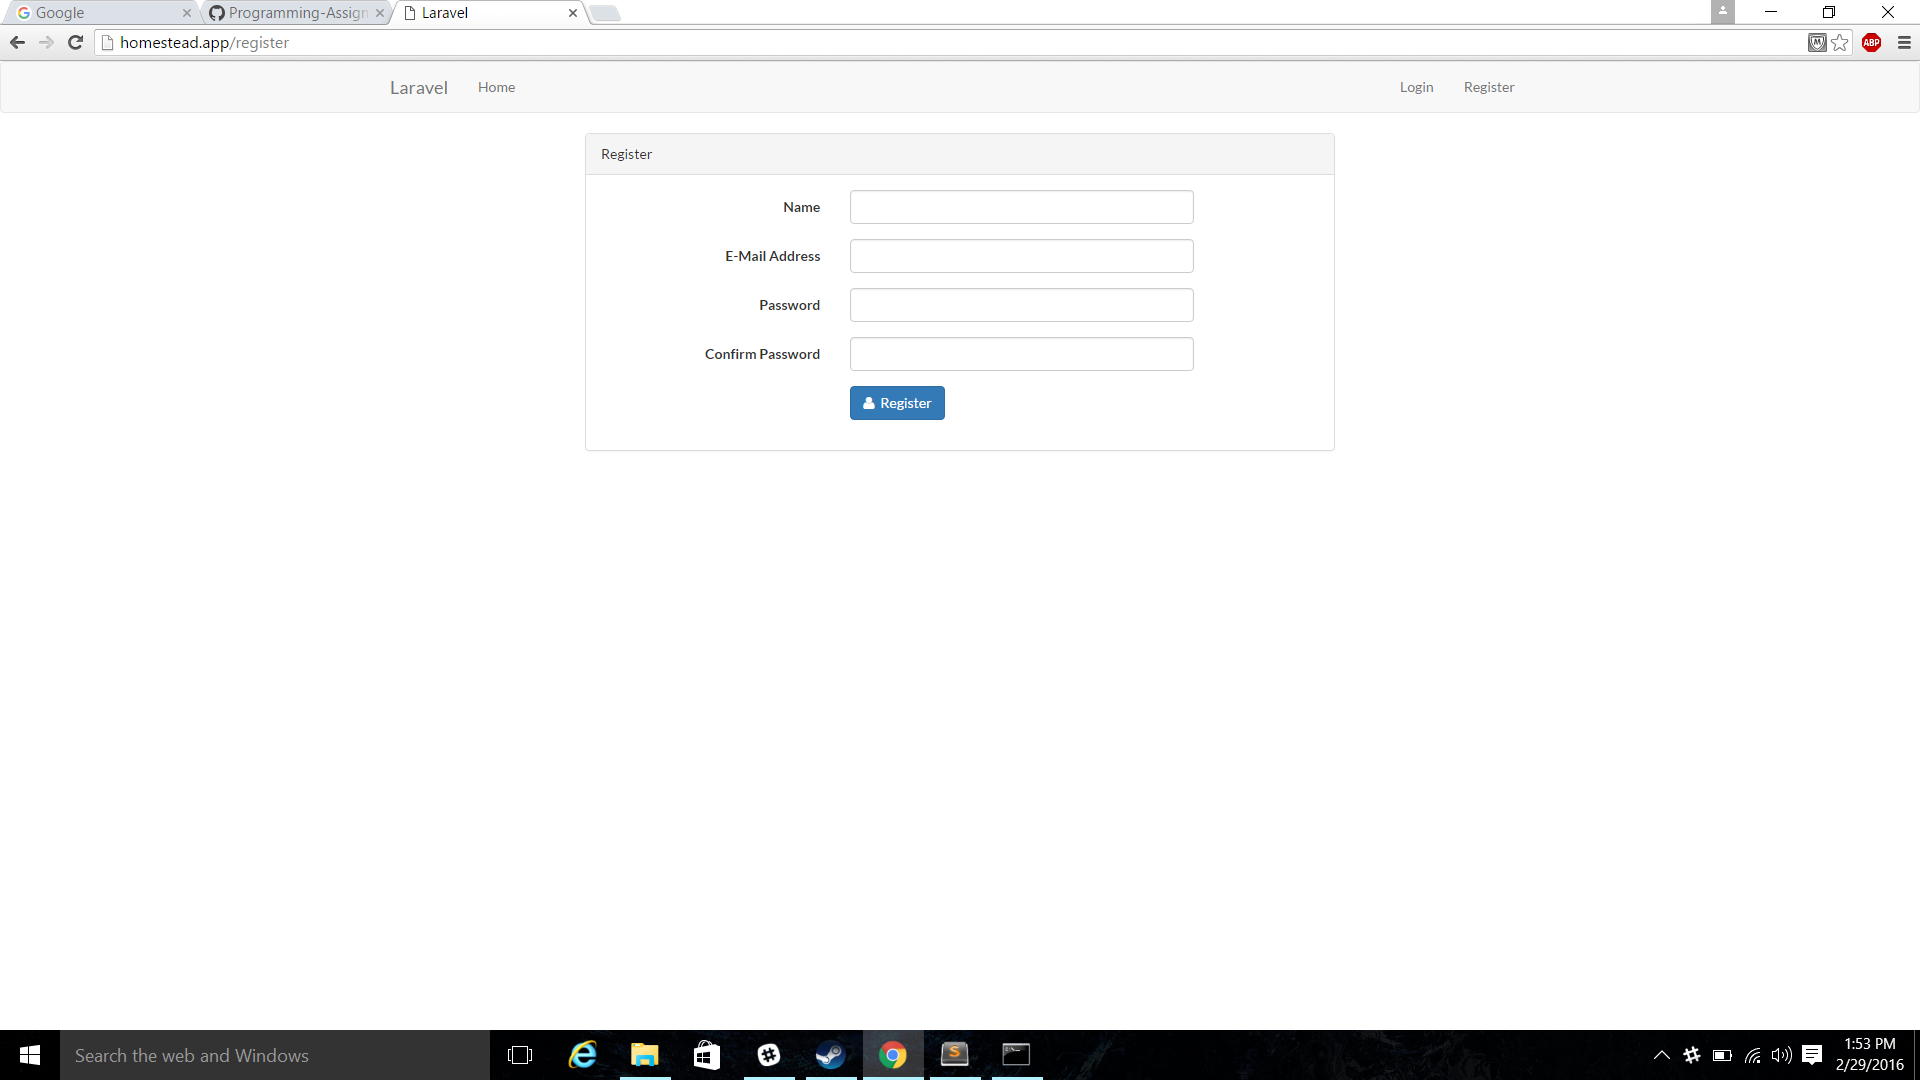 Google
Programming-Assign
Laravel
homestead.app/register
ABP
Laravel Home Login Register
Register
Name
E-Mail Address
Password
Confirm Password
Register
Search the web and Windows
1:53 PM
2/29/2016